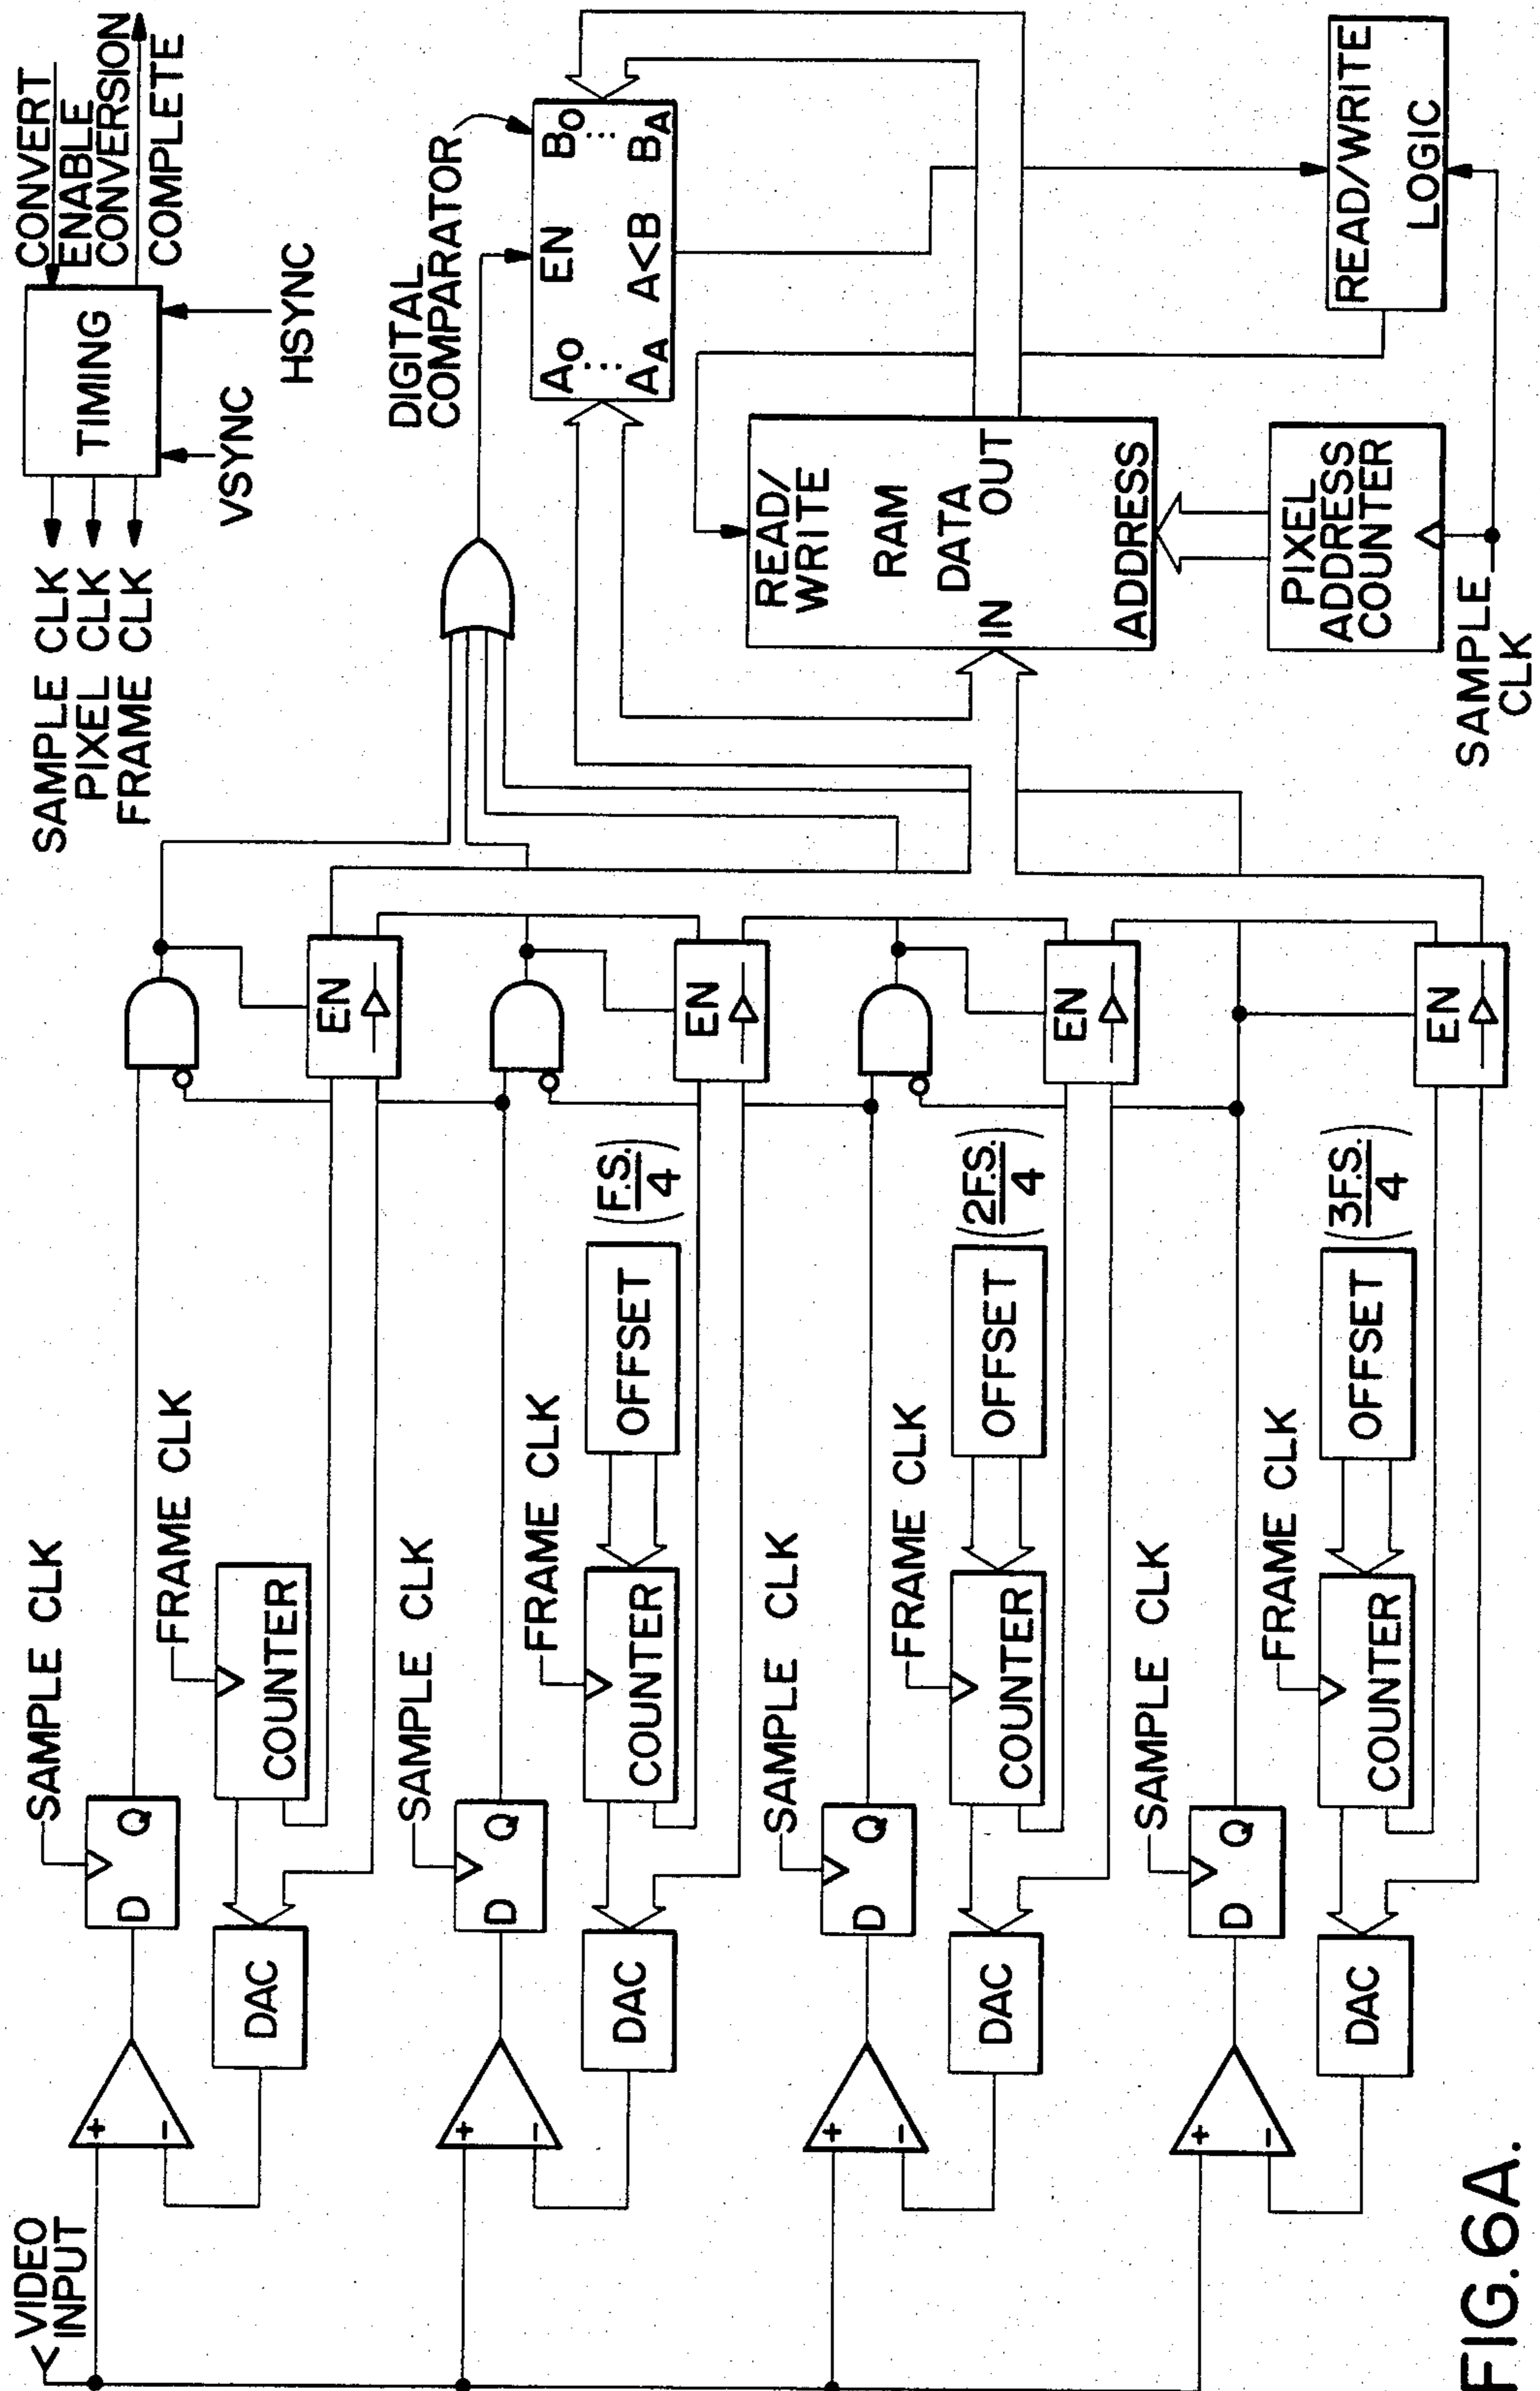 VIDEO
INPUT
SAMPLE CLK
D Q
FRAME CLK
COUNTER
DAC
+
−
EN
SAMPLE CLK
D Q
FRAME CLK
COUNTER
OFFSET
(F.S./4)
DAC
+
−
EN
SAMPLE CLK
D Q
FRAME CLK
COUNTER
OFFSET
(2F.S./4)
DAC
+
−
EN
SAMPLE CLK
D Q
FRAME CLK
COUNTER
OFFSET
(3F.S./4)
DAC
+
−
EN
SAMPLE CLK
PIXEL CLK
FRAME CLK
TIMING
CONVERT
ENABLE
CONVERSION
COMPLETE
VSYNC
HSYNC
DIGITAL
COMPARATOR
A0 EN B0
... ...
AA A<B BA
READ/
WRITE
RAM
DATA
IN OUT
ADDRESS
PIXEL
ADDRESS
COUNTER
READ/WRITE
LOGIC
SAMPLE
CLK
FIG.6A.